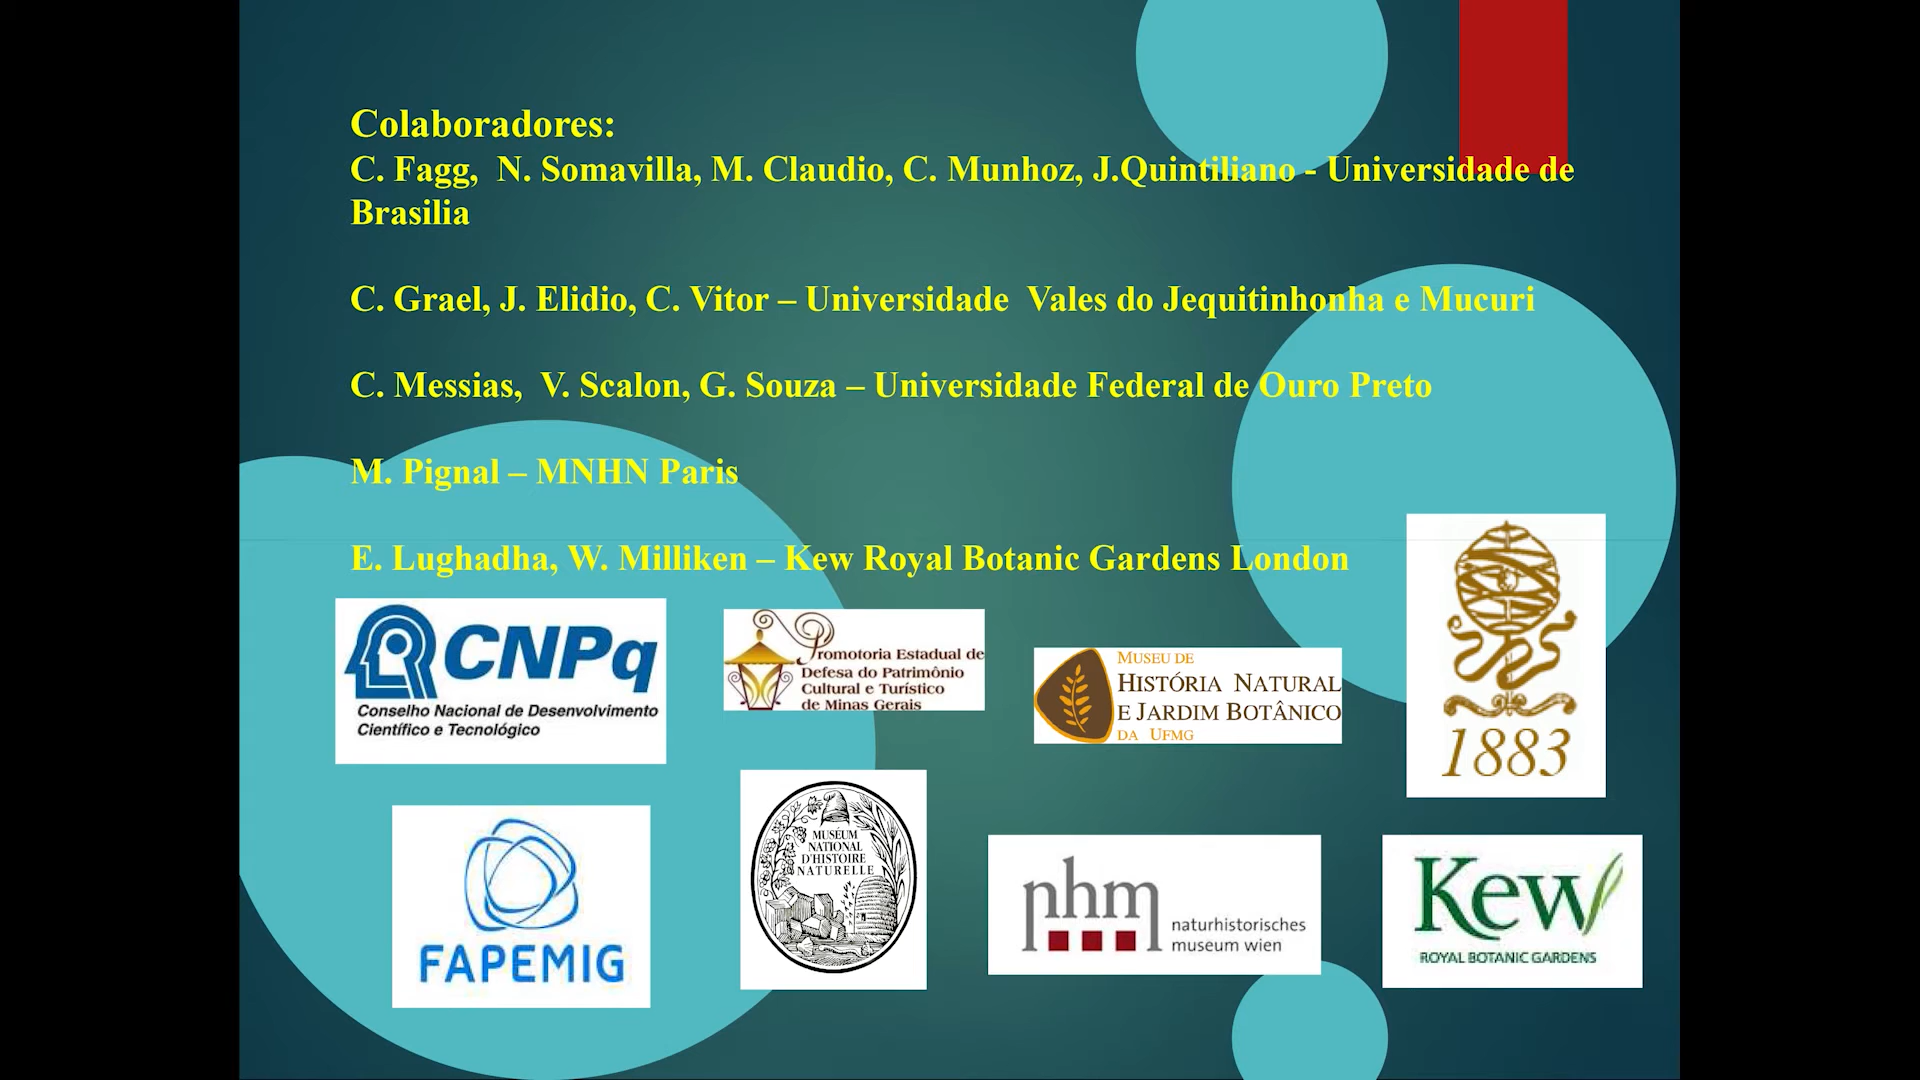 Colaboradores:
C. Fagg, N. Somavilla, M. Claudio, C. Munhoz, J.Quintiliano - Universidade de
Brasilia
C. Grael, J. Elidio, C. Vitor – Universidade Vales do Jequitinhonha e Mucuri
C. Messias, V. Scalon, G. Souza – Universidade Federal de Ouro Preto
M. Pignal – MNHN Paris
E. Lughadha, W. Milliken – Kew Royal Botanic Gardens London
CNPq
Conselho Nacional de Desenvolvimento
Científico e Tecnológico
Promotoria Estadual de
Defesa do Patrimônio
Cultural e Turístico
de Minas Gerais
MUSEU DE
HISTÓRIA NATURAL
E JARDIM BOTÂNICO
DA UFMG
1883
FAPEMIG
MUSÉUM
NATIONAL
D'HISTOIRE
NATURELLE
nhm
naturhistorisches
museum wien
Kew
ROYAL BOTANIC GARDENS